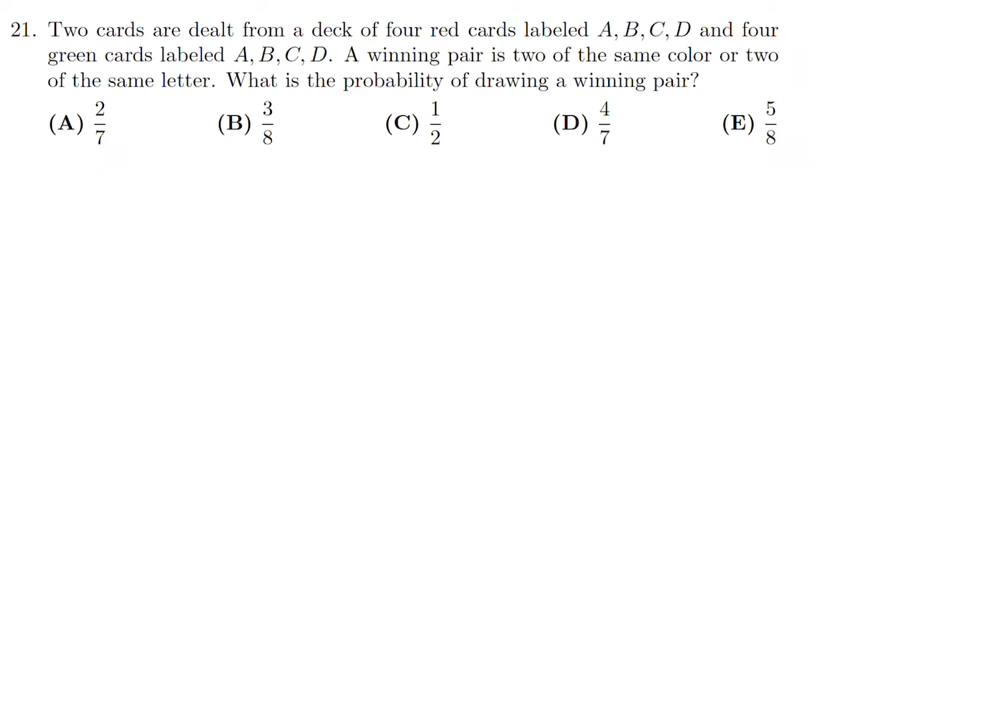 21. Two cards are dealt from a deck of four red cards labeled A, B, C, D and four
green cards labeled A, B, C, D. A winning pair is two of the same color or two
of the same letter. What is the probability of drawing a winning pair?
(A) 2/7 (B) 3/8 (C) 1/2 (D) 4/7 (E) 5/8